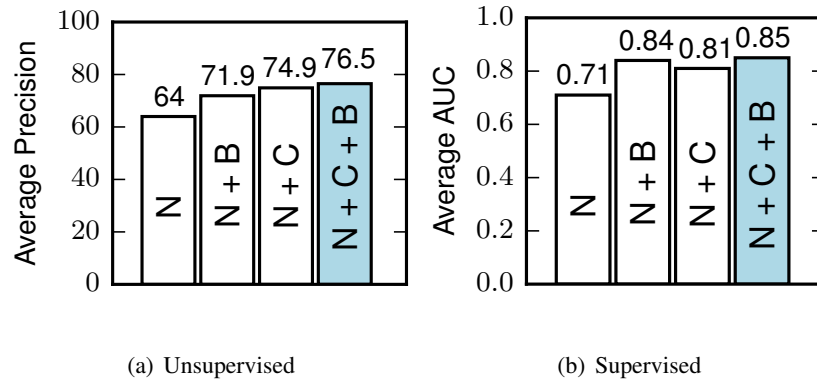 Average Precision
100
80
60
40
20
0
64
71.9
74.9
76.5
N
N + B
N + C
N + C + B
(a) Unsupervised
Average AUC
1.0
0.8
0.6
0.4
0.2
0.0
0.71
0.84
0.81
0.85
N
N + B
N + C
N + C + B
(b) Supervised